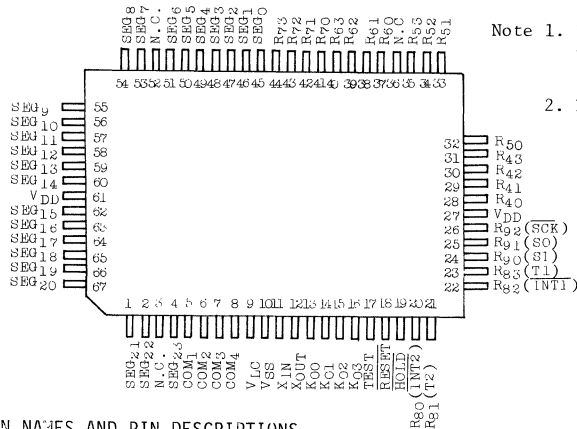 SEG8 SEG7 N.C. SEG6 SEG5 SEG4 SEG3 SEG2 SEG1 SEG0 R73 R72 R71 R70 R63 R62 R61 R60 N.C R53 R52 R51
Note 1.
54 53 52 51 50 49 48 47 46 45 44 43 42 41 40 39 38 37 36 35 34 33
2.
SEG9 55
SEG10 56
SEG11 57
SEG12 58
SEG13 59
SEG14 60
VDD 61
SEG15 62
SEG16 63
SEG17 64
SEG18 65
SEG19 66
SEG20 67
32 R50
31 R43
30 R42
29 R41
28 R40
27 VDD
26 R92(SCK)
25 R91(SO)
24 R90(SI)
23 R83(T1)
22 R82(INT1)
1 2 3 4 5 6 7 8 9 10 11 12 13 14 15 16 17 18 19 20 21
SEG21 SEG22 N.C. SEG23 COM1 COM2 COM3 COM4 VLC VSS XIN XOUT K00 K01 K02 K03 TEST RESET HOLD R80(INT2) R81(T2)
N NAMES AND PIN DESCRIPTIONS